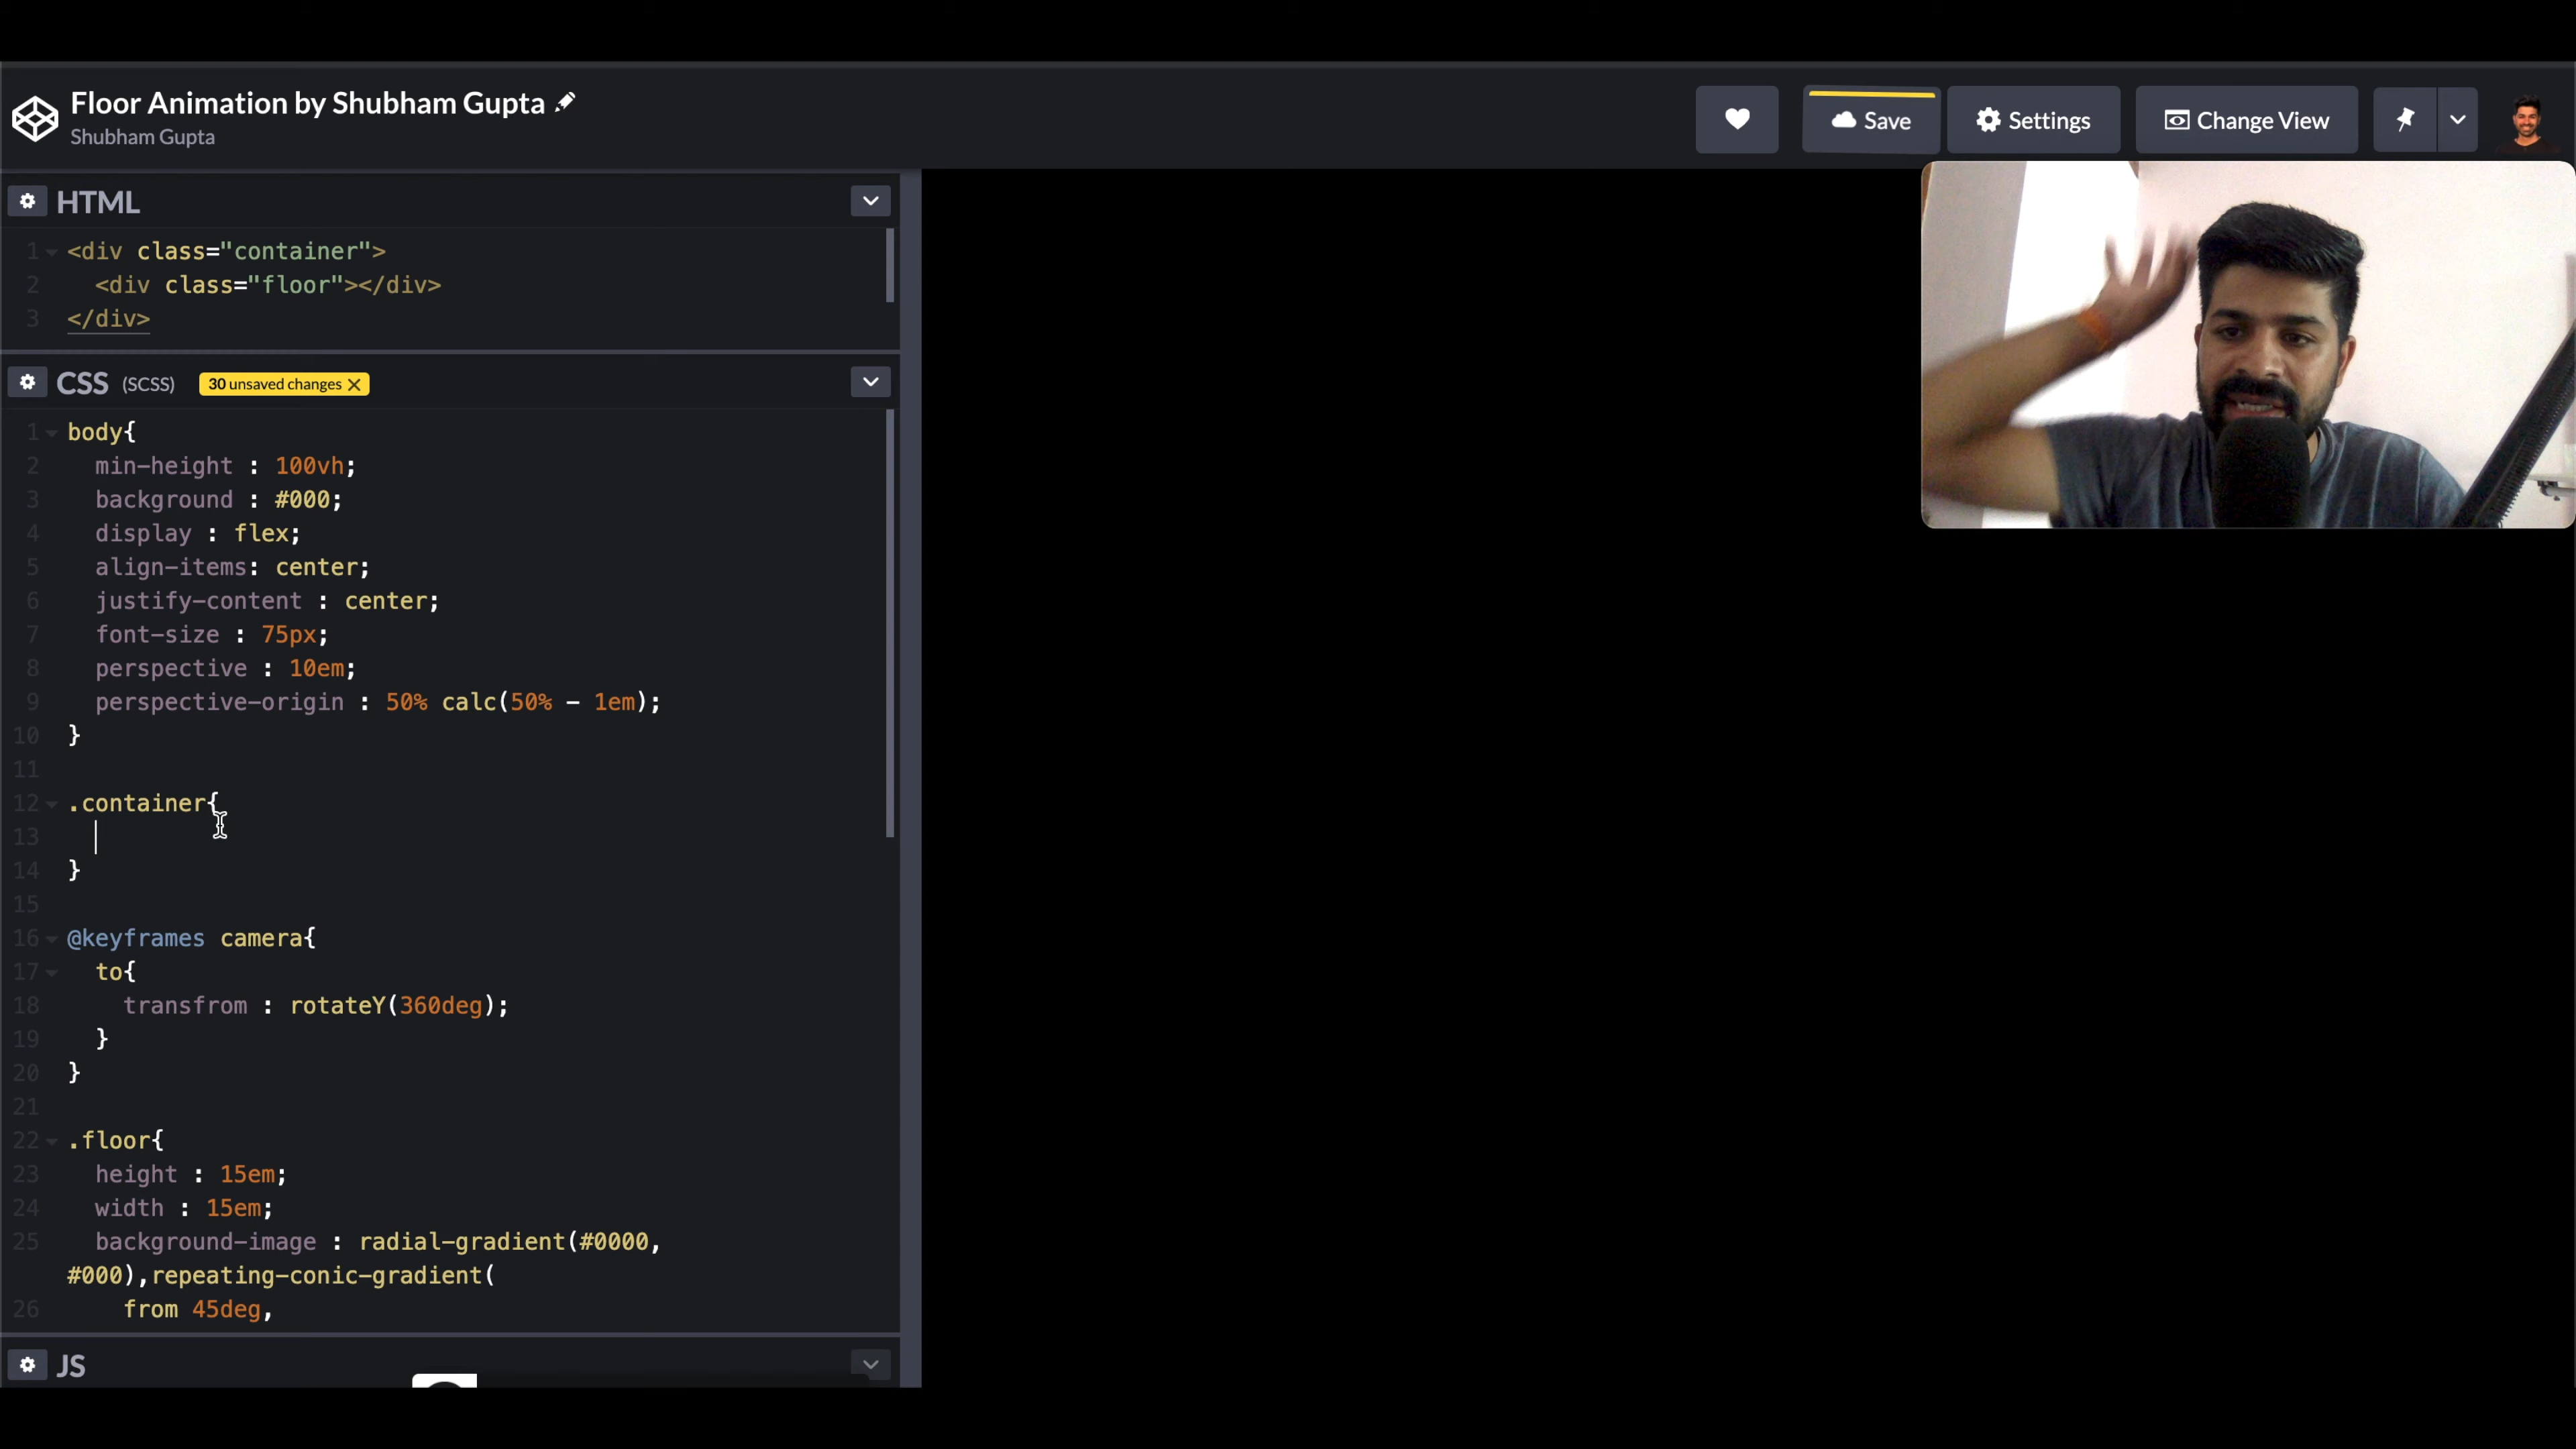 Floor Animation by Shubham Gupta
Shubham Gupta
Save
Settings
Change View
HTML
1 <div class="container">
2 <div class="floor"></div>
3 </div>
CSS (SCSS) 30 unsaved changes X
1 body{
2 min-height : 100vh;
3 background : #000;
4 display : flex;
5 align-items: center;
6 justify-content : center;
7 font-size : 75px;
8 perspective : 10em;
9 perspective-origin : 50% calc(50% - 1em);
10 }
11
12 .container{
13
14 }
15
16 @keyframes camera{
17 to{
18 transfrom : rotateY(360deg);
19 }
20 }
21
22 .floor{
23 height : 15em;
24 width : 15em;
25 background-image : radial-gradient(#0000,
#000),repeating-conic-gradient(
26 from 45deg,
JS